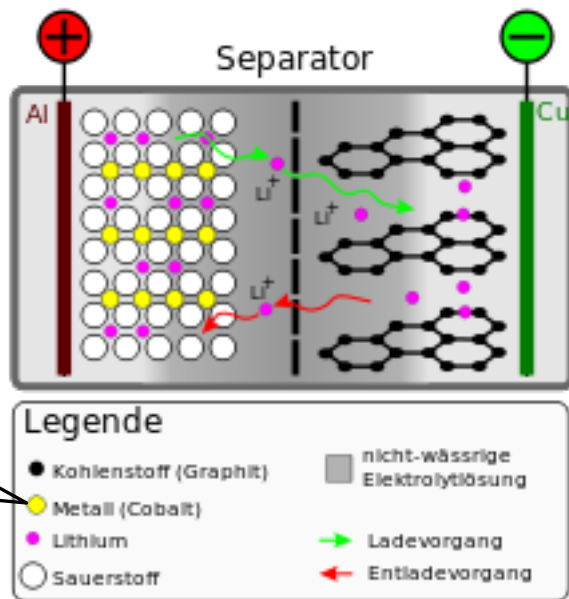 +
−
Separator
Al
Cu
Li+
Li+
Li+
Legende
Kohlenstoff (Graphit)
Metall (Cobalt)
Lithium
Sauerstoff
nicht-wässrige
Elektrolytlösung
Ladevorgang
Entladevorgang